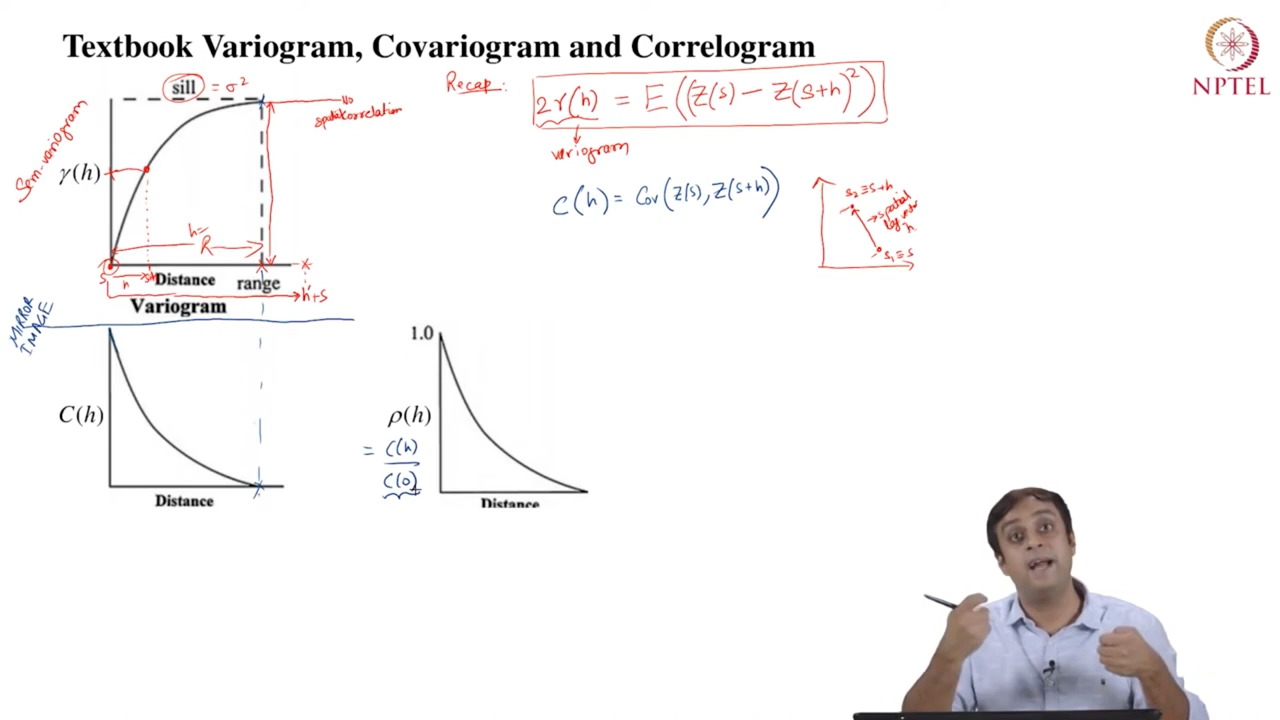 Textbook Variogram, Covariogram and Correlogram
NPTEL
sill = σ²
Recap:
2γ(h) = E((Z(s) − Z(s+h)²)
variogram
No
spatial correlation
Semi-variogram
γ(h)
C(h) = Cov(Z(s), Z(s+h))
s₂ ≡ s+h
→ spatial
lag vector
h
s₁ ≡ s
h=
R
s
h
s+h
Distance
range
h'+s
Variogram
MIRROR
IMAGE
C(h)
Distance
1.0
ρ(h)
= C(h)
C(0)
Distance